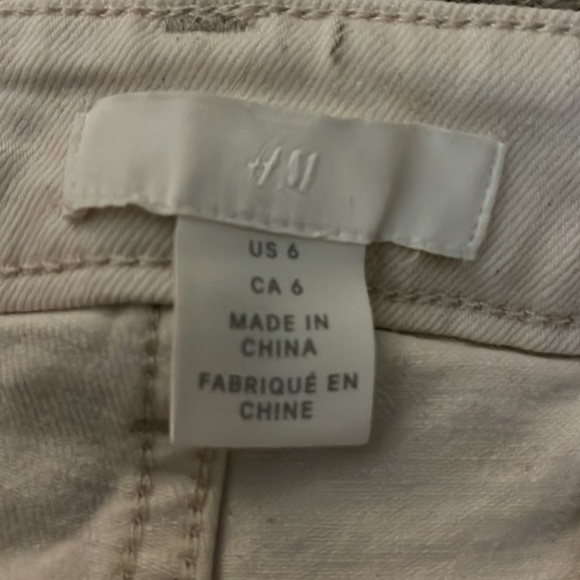 H&M
US 6
CA 6
MADE IN
CHINA
FABRIQUÉ EN
CHINE